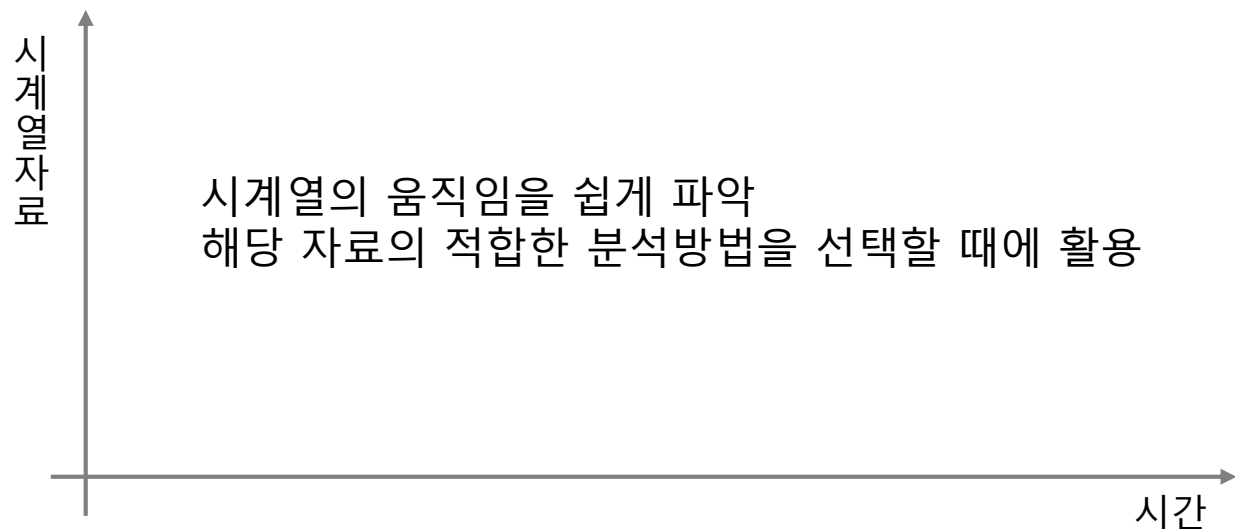 시계열자료
시계열의 움직임을 쉽게 파악
해당 자료의 적합한 분석방법을 선택할 때에 활용
시간